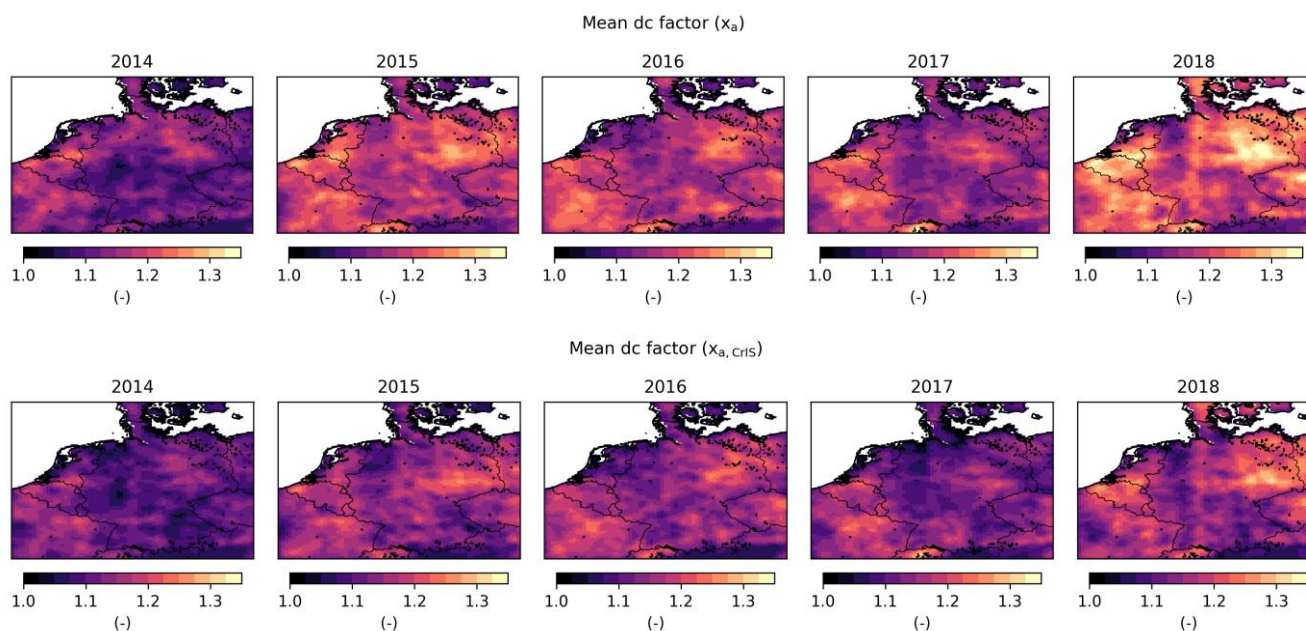 Mean dc factor (xa)
2014 2015 2016 2017 2018
1.0 1.1 1.2 1.3 1.0 1.1 1.2 1.3 1.0 1.1 1.2 1.3 1.0 1.1 1.2 1.3 1.0 1.1 1.2 1.3
(-) (-) (-) (-) (-)
Mean dc factor (xa, CrIS)
2014 2015 2016 2017 2018
1.0 1.1 1.2 1.3 1.0 1.1 1.2 1.3 1.0 1.1 1.2 1.3 1.0 1.1 1.2 1.3 1.0 1.1 1.2 1.3
(-) (-) (-) (-) (-)